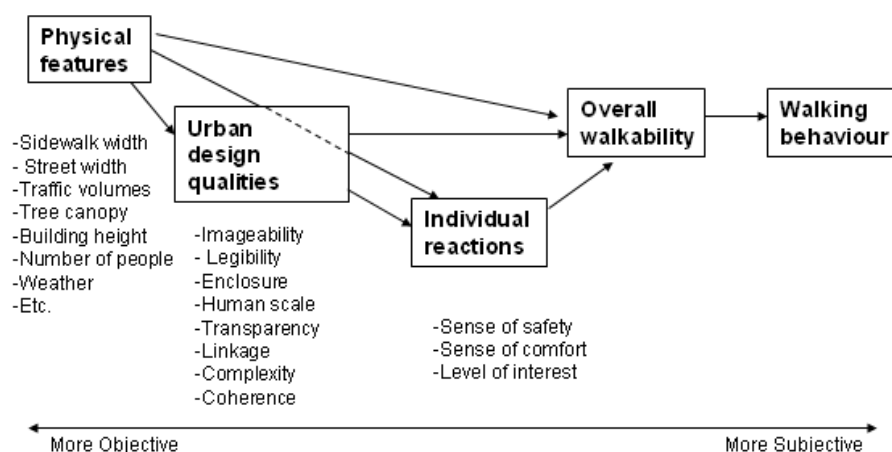 Physical
features
Urban
design
qualities
Individual
reactions
Overall
walkability
Walking
behaviour
-Sidewalk width
- Street width
-Traffic volumes
-Tree canopy
-Building height
-Number of people
-Weather
-Etc.
-Imageability
- Legibility
-Enclosure
-Human scale
-Transparency
-Linkage
-Complexity
-Coherence
-Sense of safety
-Sense of comfort
-Level of interest
More Objective
More Subjective